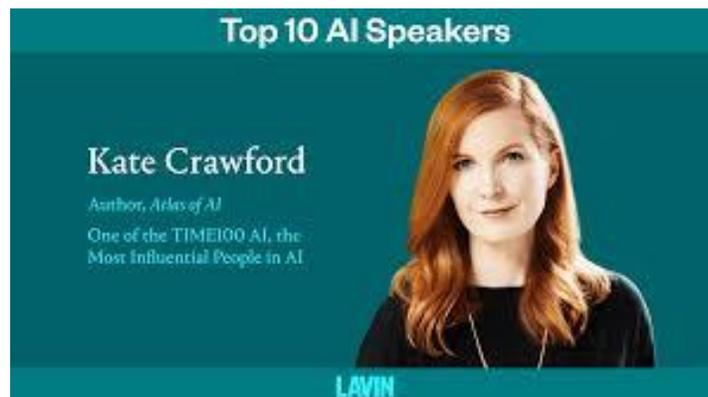 Top 10 AI Speakers
Kate Crawford
Author, Atlas of AI
One of the TIME100 AI, the
Most Influential People in AI
LAVIN